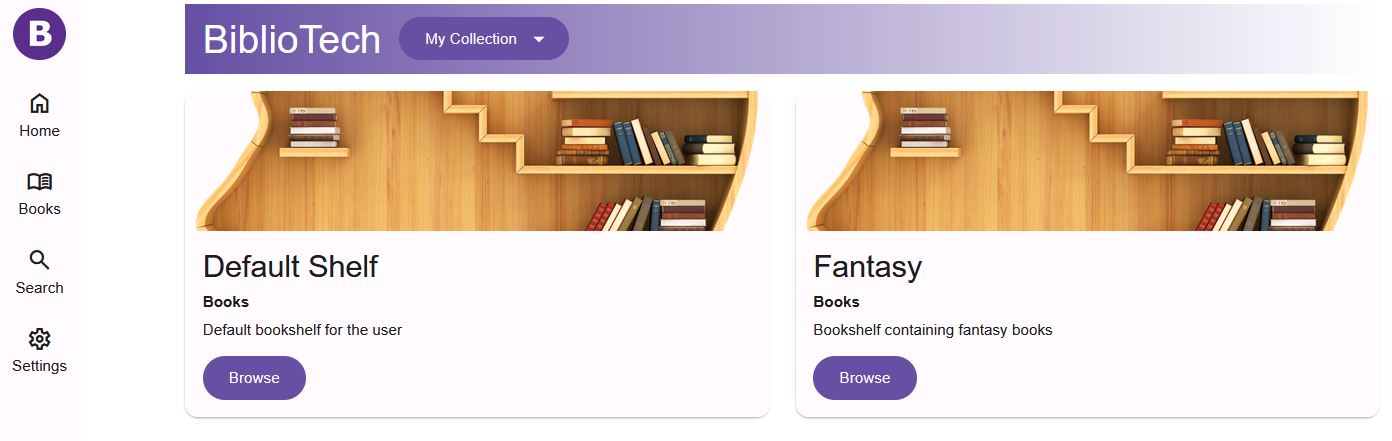 B
Home
Books
Search
Settings
BiblioTech
My Collection
Default Shelf
Books
Default bookshelf for the user
Browse
Fantasy
Books
Bookshelf containing fantasy books
Browse